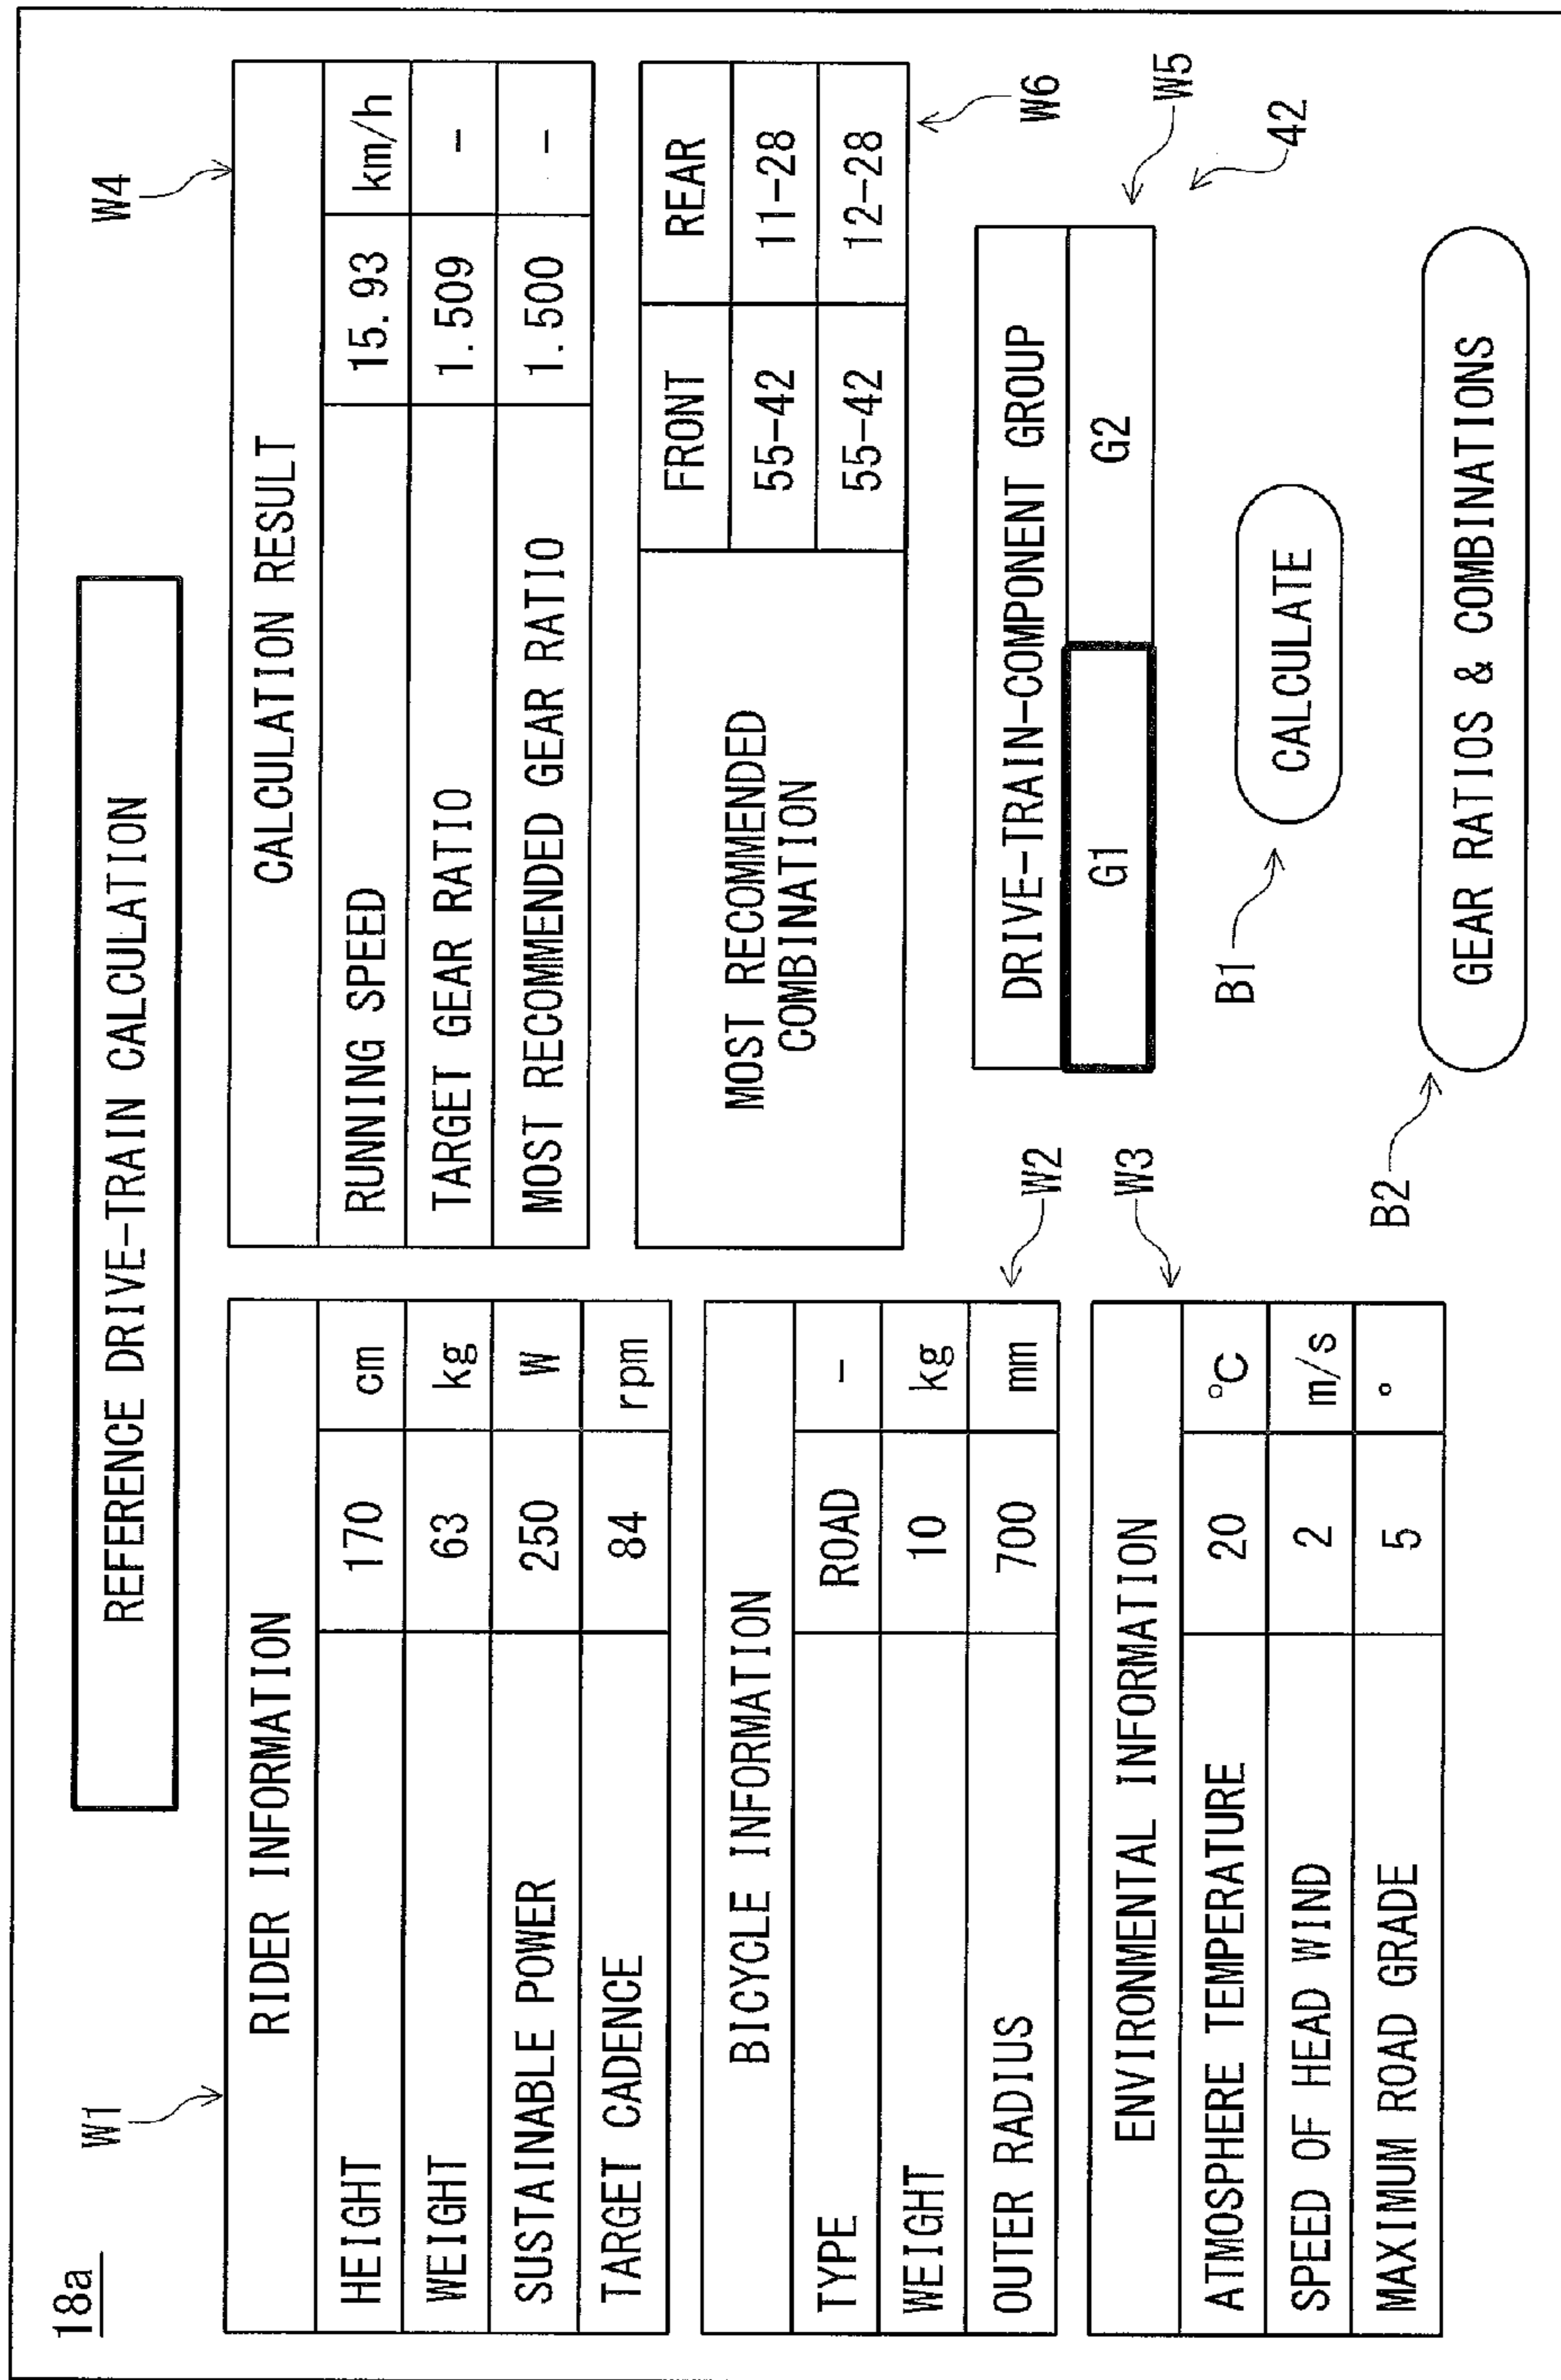 18a
REFERENCE DRIVE-TRAIN CALCULATION
W1
RIDER INFORMATION
HEIGHT 170 cm
WEIGHT 63 kg
SUSTAINABLE POWER 250 W
TARGET CADENCE 84 rpm
BICYCLE INFORMATION
TYPE ROAD -
WEIGHT 10 kg
OUTER RADIUS 700 mm
W2
ENVIRONMENTAL INFORMATION
W3
ATMOSPHERE TEMPERATURE 20 °C
SPEED OF HEAD WIND 2 m/s
MAXIMUM ROAD GRADE 5 °
W4
CALCULATION RESULT
RUNNING SPEED 15.93 km/h
TARGET GEAR RATIO 1.509 -
MOST RECOMMENDED GEAR RATIO 1.500 -
MOST RECOMMENDED
COMBINATION
FRONT REAR
55-42 11-28
55-42 12-28
W6
DRIVE-TRAIN-COMPONENT GROUP
G1 G2
W5
42
B1
CALCULATE
B2
GEAR RATIOS & COMBINATIONS